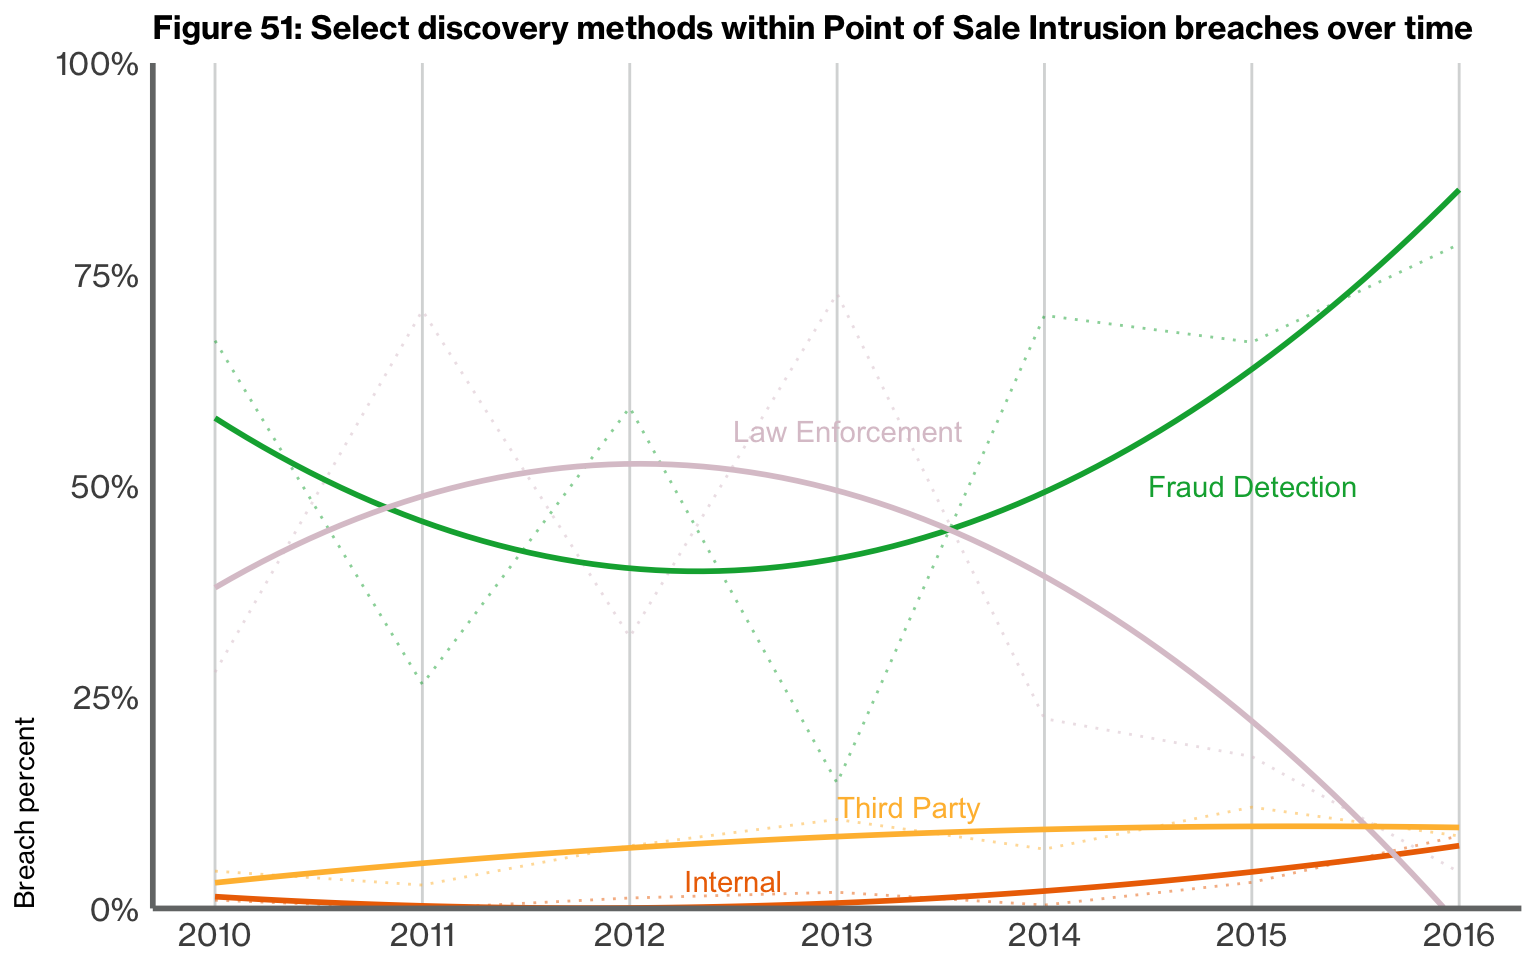 Figure 51: Select discovery methods within Point of Sale Intrusion breaches over time
100%
75%
50%
25%
0%
Breach percent
Law Enforcement
Fraud Detection
Third Party
Internal
2010 2011 2012 2013 2014 2015 2016